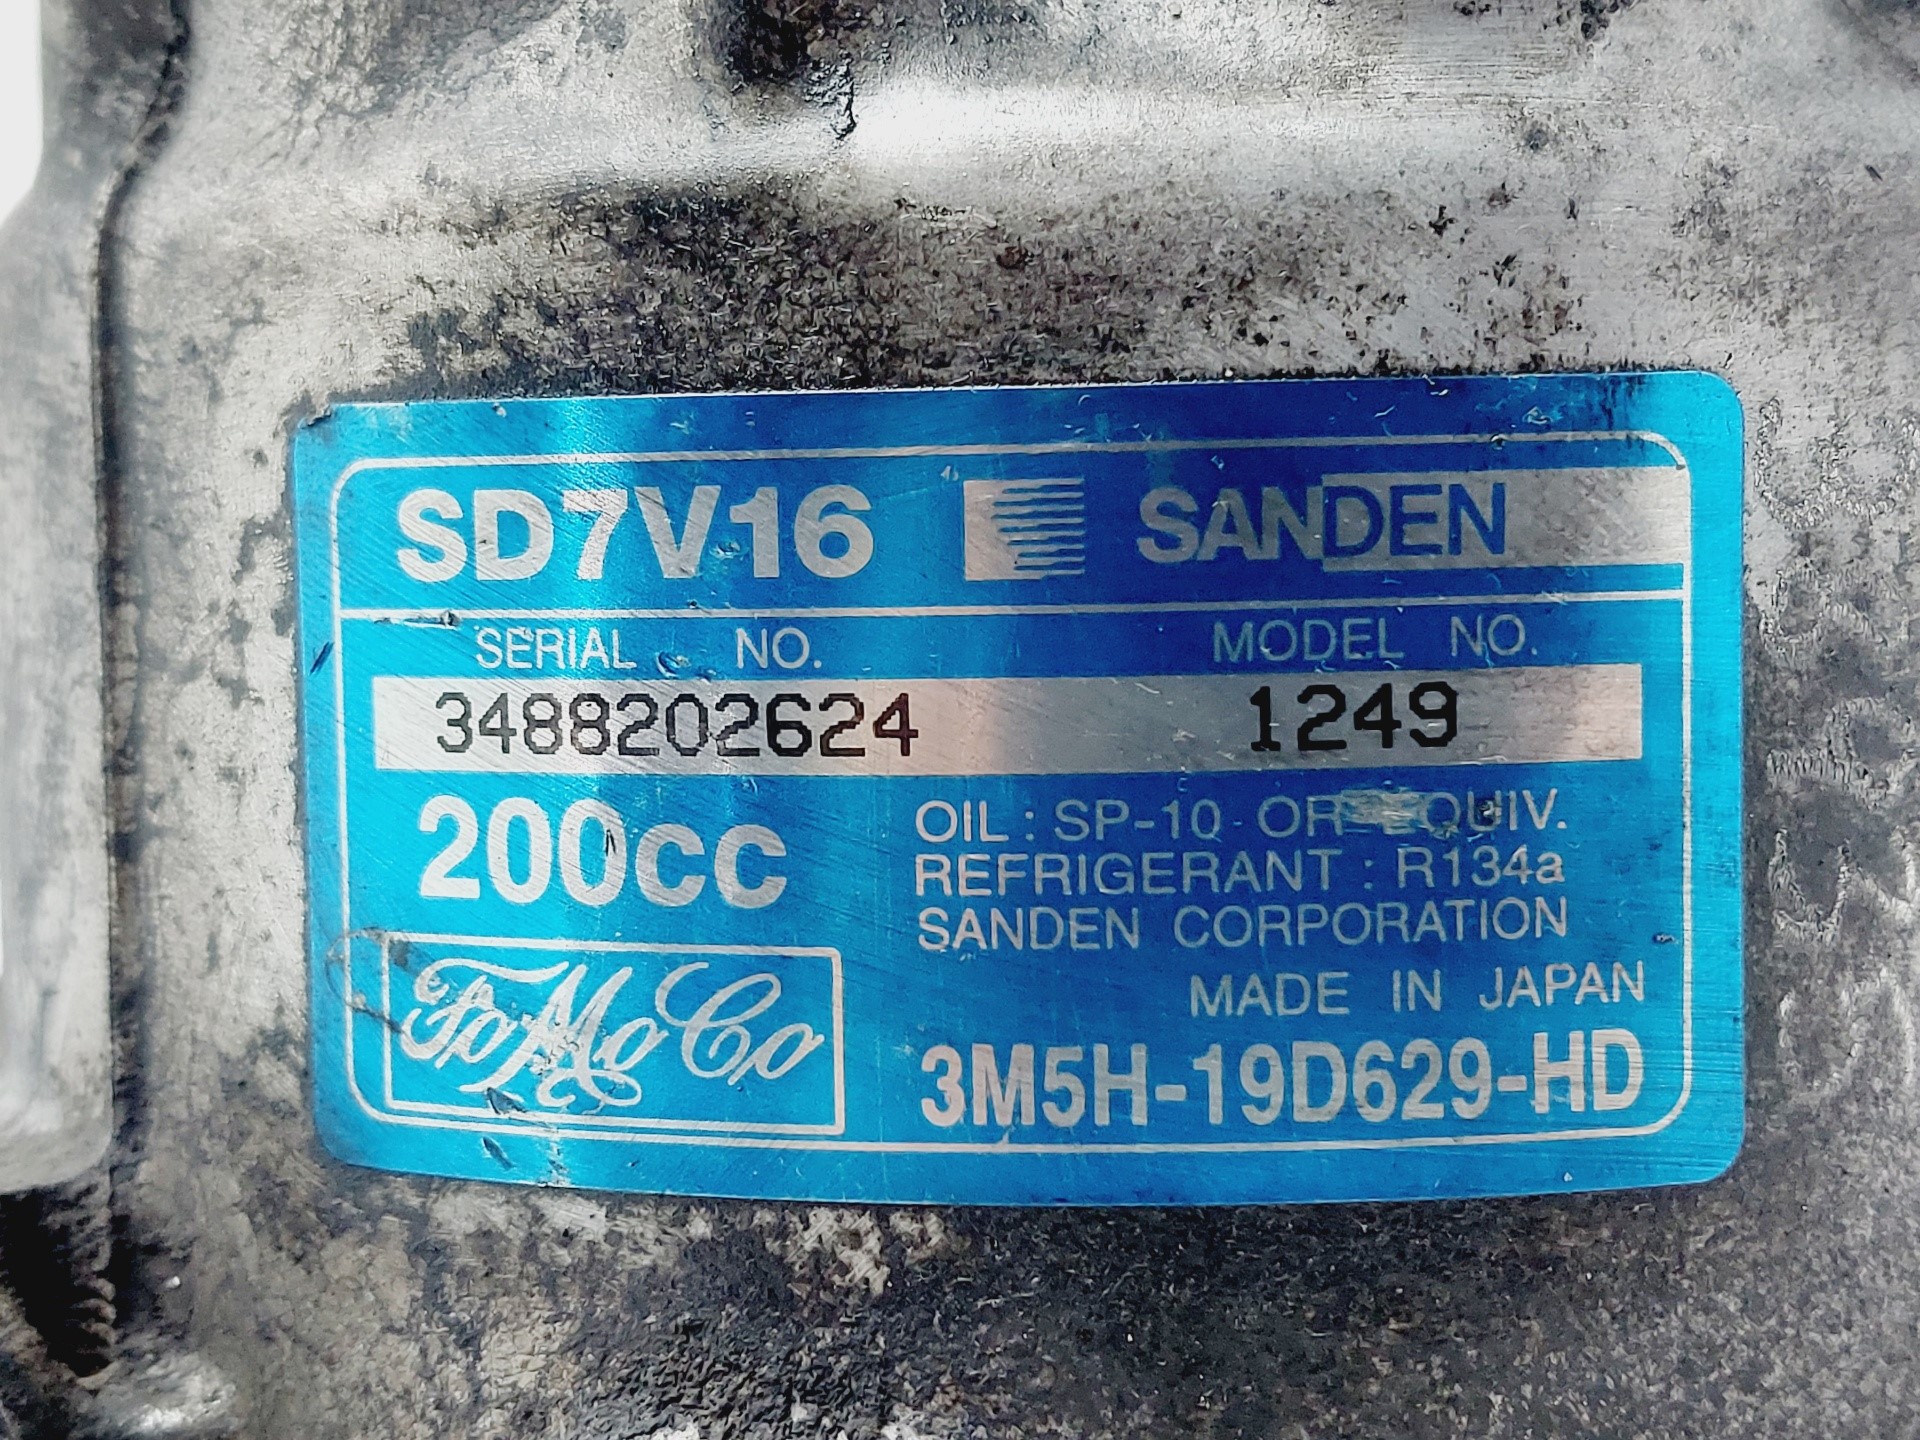 SD7V16 SANDEN
SERIAL NO. MODEL NO.
3488202624 1249
200cc
OIL : SP-10 OR EQUIV.
REFRIGERANT : R134a
SANDEN CORPORATION
MADE IN JAPAN
FoMoCo
3M5H-19D629-HD